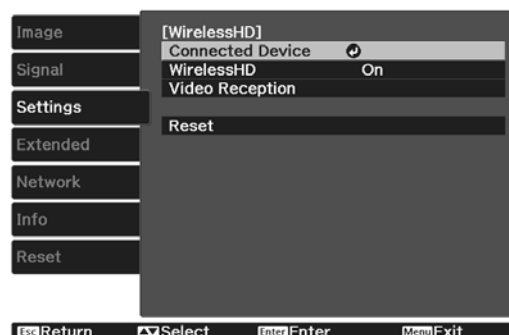 Image
Signal
Settings
Extended
Network
Info
Reset
[WirelessHD]
Connected Device
WirelessHD On
Video Reception
Reset
Esc Return Select Enter Enter Menu Exit